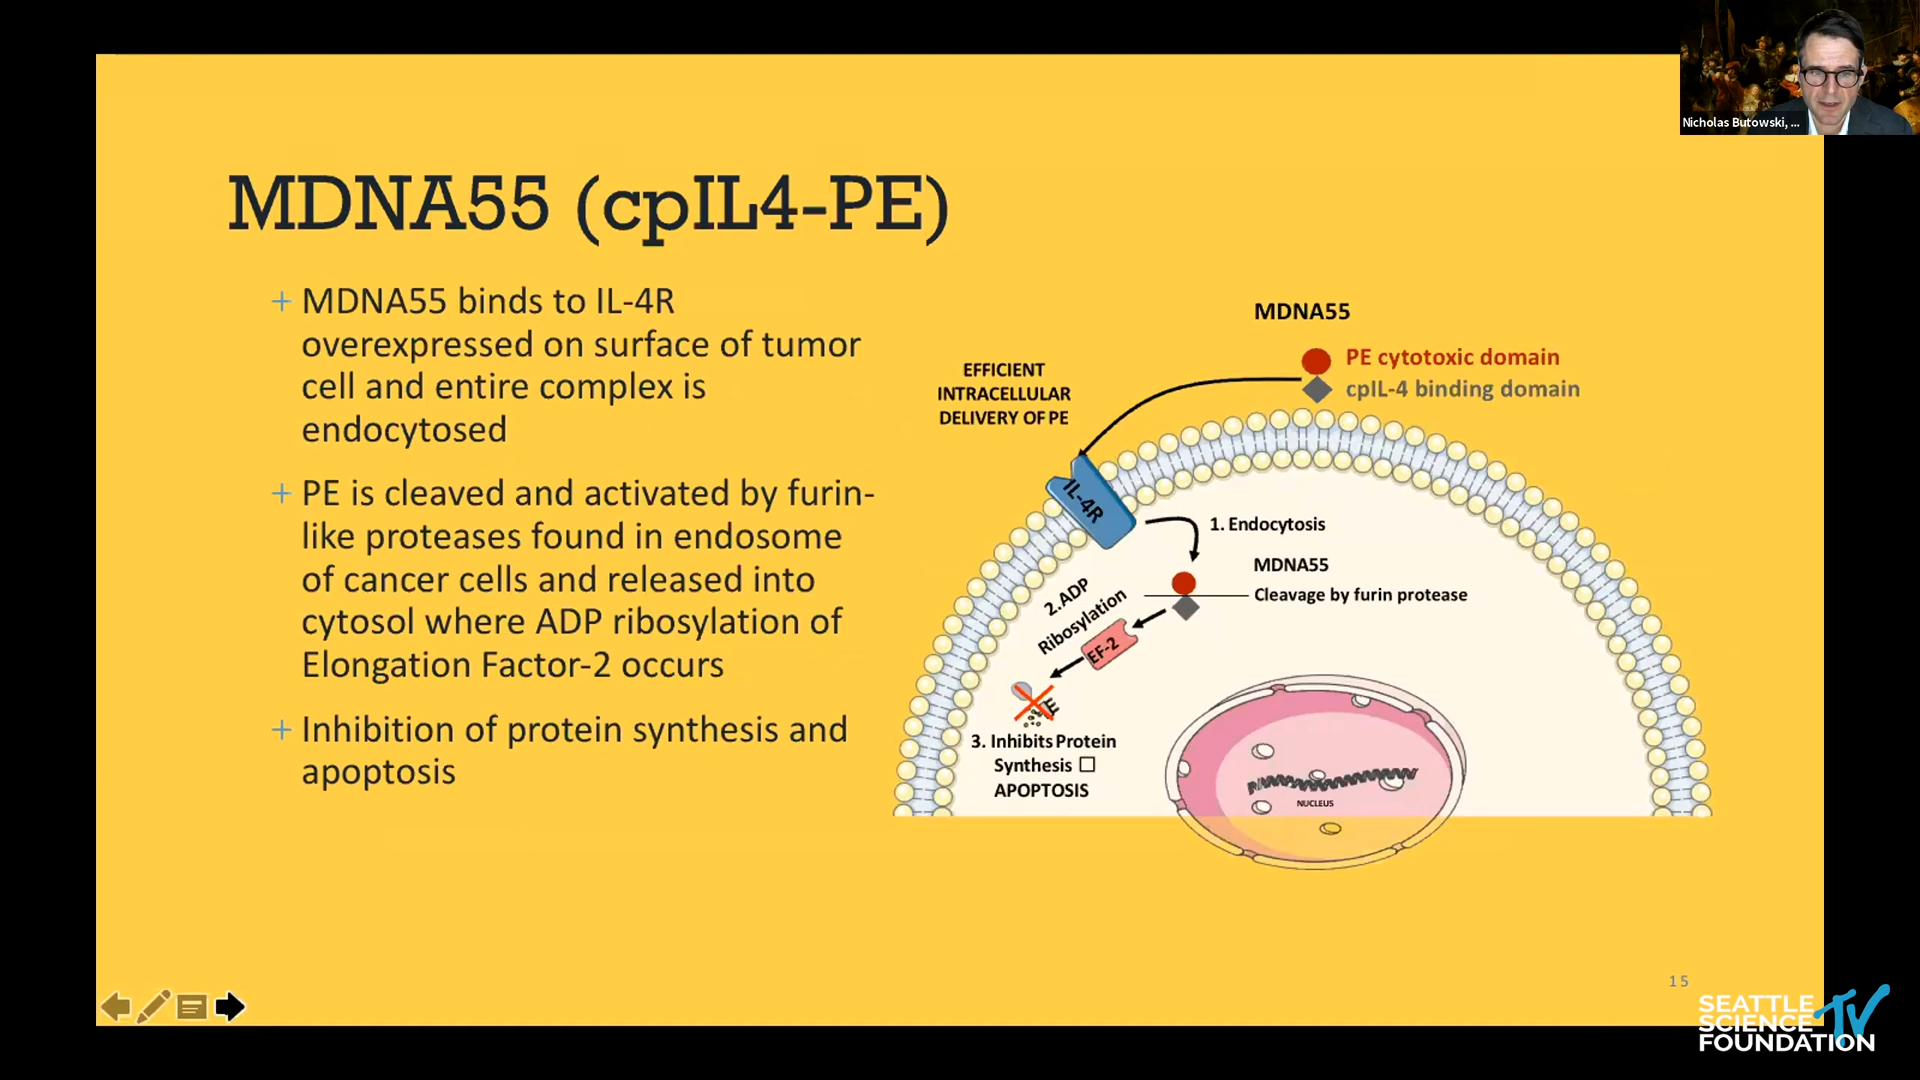 Nicholas Butowski, ...
MDNA55 (cpIL4-PE)
+ MDNA55 binds to IL-4R
overexpressed on surface of tumor
cell and entire complex is
endocytosed
+ PE is cleaved and activated by furin-
like proteases found in endosome
of cancer cells and released into
cytosol where ADP ribosylation of
Elongation Factor-2 occurs
+ Inhibition of protein synthesis and
apoptosis
MDNA55
PE cytotoxic domain
cpIL-4 binding domain
EFFICIENT
INTRACELLULAR
DELIVERY OF PE
IL-4R
1. Endocytosis
MDNA55
Cleavage by furin protease
2. ADP
Ribosylation
EF-2
3. Inhibits Protein
Synthesis □
APOPTOSIS
NUCLEUS
15
SEATTLE
SCIENCE
FOUNDATION
TV